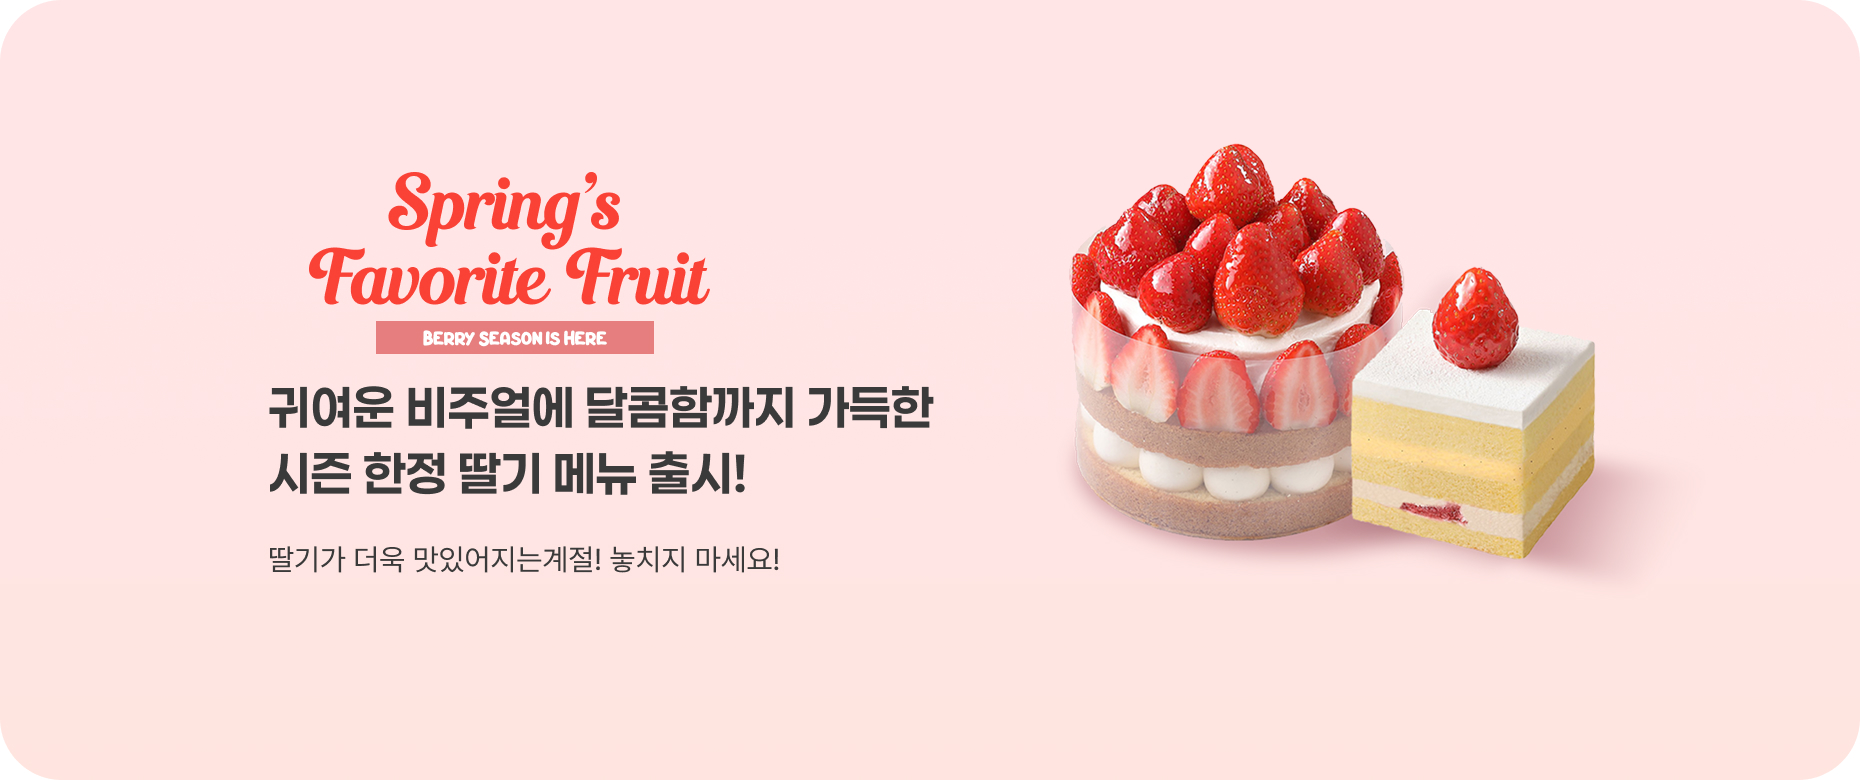 Spring's
Favorite Fruit
BERRY SEASON IS HERE
귀여운 비주얼에 달콤함까지 가득한
시즌 한정 딸기 메뉴 출시!
딸기가 더욱 맛있어지는계절! 놓치지 마세요!